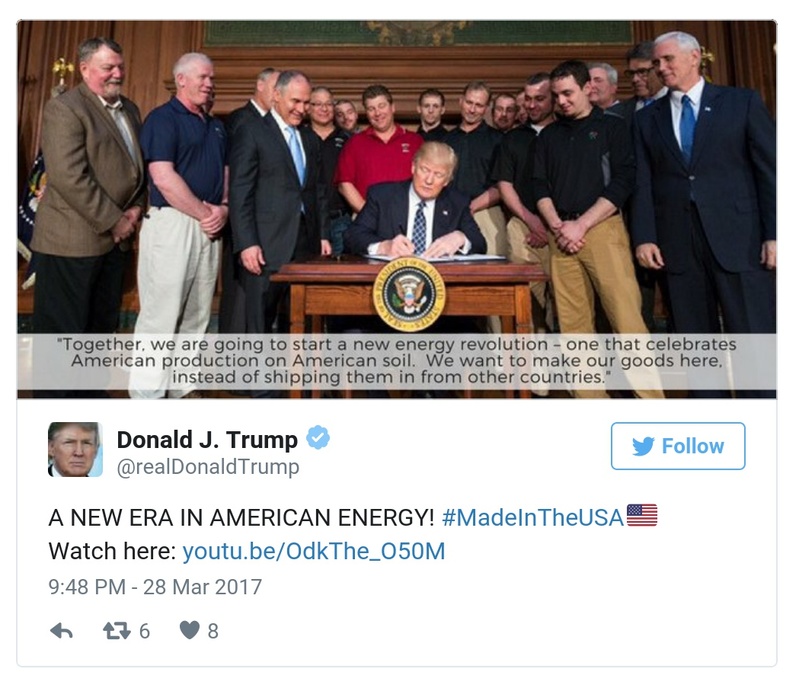 "Together, we are going to start a new energy revolution – one that celebrates
American production on American soil. We want to make our goods here,
instead of shipping them in from other countries."
Donald J. Trump
@realDonaldTrump
Follow
A NEW ERA IN AMERICAN ENERGY! #MadeInTheUSA🇺🇸
Watch here: youtu.be/OdkThe_O50M
9:48 PM - 28 Mar 2017
6 8